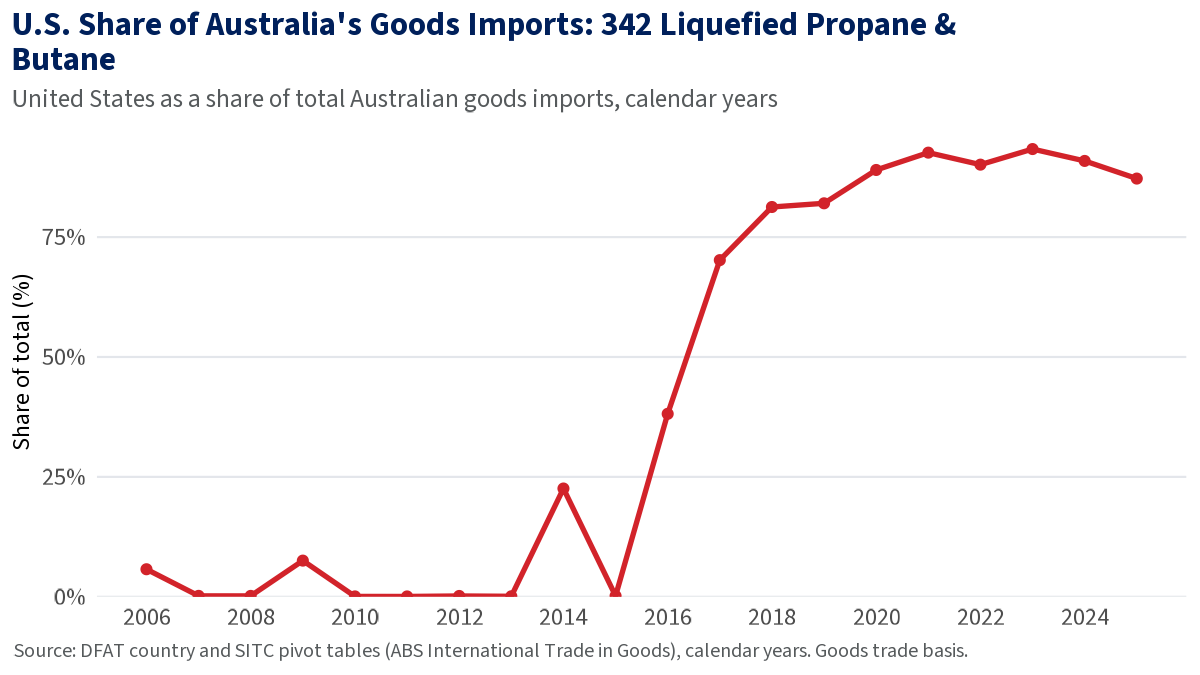 U.S. Share of Australia's Goods Imports: 342 Liquefied Propane &
Butane
United States as a share of total Australian goods imports, calendar years
Share of total (%)
75%
50%
25%
0%
2006 2008 2010 2012 2014 2016 2018 2020 2022 2024
Source: DFAT country and SITC pivot tables (ABS International Trade in Goods), calendar years. Goods trade basis.